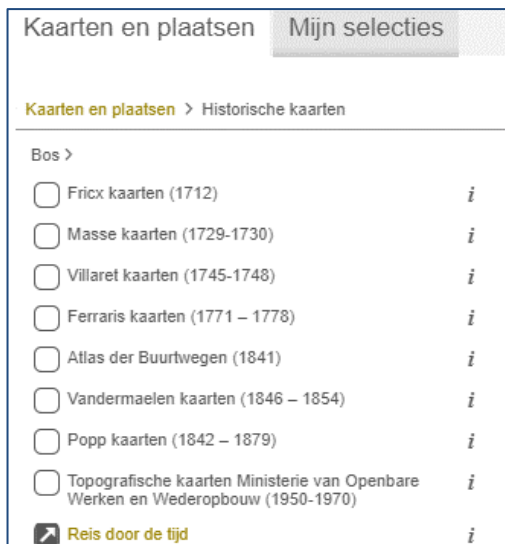 Kaarten en plaatsen Mijn selecties
Kaarten en plaatsen > Historische kaarten
Bos >
Fricx kaarten (1712) i
Masse kaarten (1729-1730) i
Villaret kaarten (1745-1748) i
Ferraris kaarten (1771 – 1778) i
Atlas der Buurtwegen (1841) i
Vandermaelen kaarten (1846 – 1854) i
Popp kaarten (1842 – 1879) i
Topografische kaarten Ministerie van Openbare i
Werken en Wederopbouw (1950-1970)
Reis door de tijd i